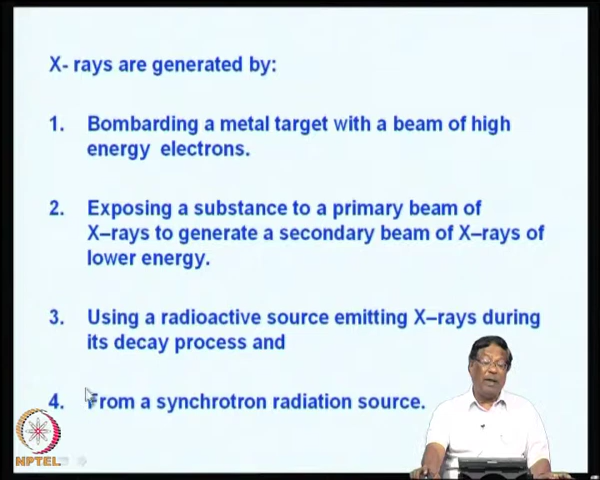 X- rays are generated by:
1. Bombarding a metal target with a beam of high
energy electrons.
2. Exposing a substance to a primary beam of
X–rays to generate a secondary beam of X–rays of
lower energy.
3. Using a radioactive source emitting X–rays during
its decay process and
4. From a synchrotron radiation source.
NPTEL